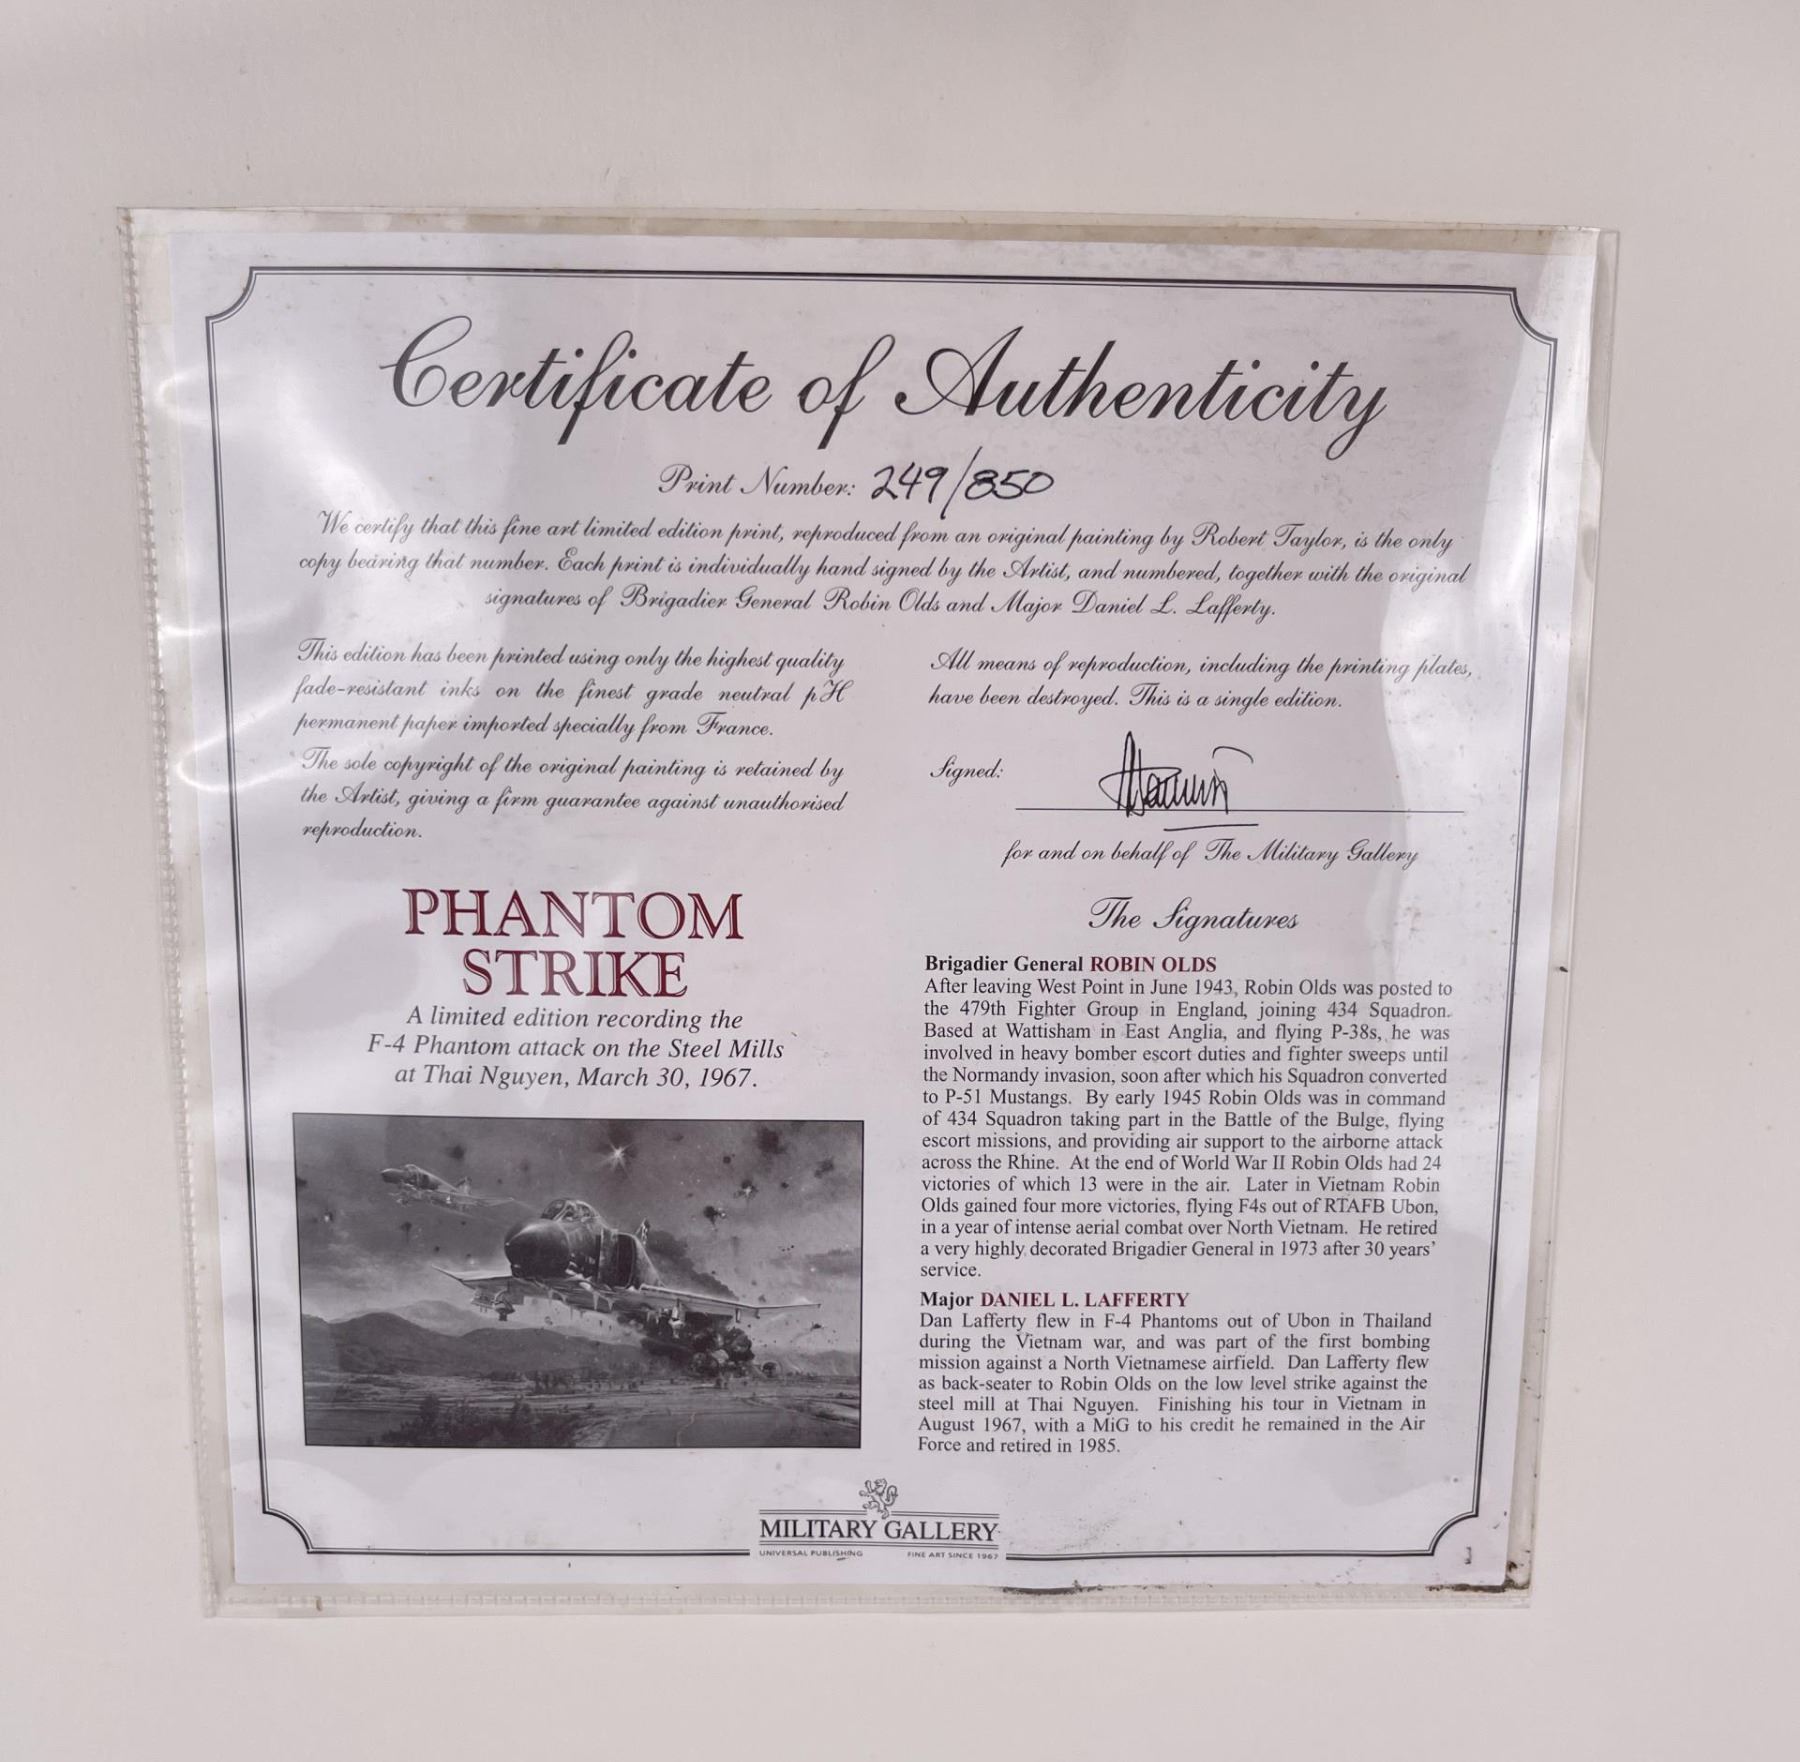 Certificate of Authenticity
Print Number: 249/850
We certify that this fine art limited edition print, reproduced from an original painting by Robert Taylor, is the only
copy bearing that number. Each print is individually hand signed by the Artist, and numbered, together with the original
signatures of Brigadier General Robin Olds and Major Daniel L. Lafferty.
This edition has been printed using only the highest quality
fade-resistant inks on the finest grade neutral pH
permanent paper imported specially from France.
The sole copyright of the original painting is retained by
the Artist, giving a firm guarantee against unauthorised
reproduction.
All means of reproduction, including the printing plates,
have been destroyed. This is a single edition.
Signed:
for and on behalf of The Military Gallery
PHANTOM
STRIKE
A limited edition recording the
F-4 Phantom attack on the Steel Mills
at Thai Nguyen, March 30, 1967.
The Signatures
Brigadier General ROBIN OLDS
After leaving West Point in June 1943, Robin Olds was posted to
the 479th Fighter Group in England, joining 434 Squadron.
Based at Wattisham in East Anglia, and flying P-38s, he was
involved in heavy bomber escort duties and fighter sweeps until
the Normandy invasion, soon after which his Squadron converted
to P-51 Mustangs. By early 1945 Robin Olds was in command
of 434 Squadron taking part in the Battle of the Bulge, flying
escort missions, and providing air support to the airborne attack
across the Rhine. At the end of World War II Robin Olds had 24
victories of which 13 were in the air. Later in Vietnam Robin
Olds gained four more victories, flying F4s out of RTAFB Ubon,
in a year of intense aerial combat over North Vietnam. He retired
a very highly decorated Brigadier General in 1973 after 30 years'
service.
Major DANIEL L. LAFFERTY
Dan Lafferty flew in F-4 Phantoms out of Ubon in Thailand
during the Vietnam war, and was part of the first bombing
mission against a North Vietnamese airfield. Dan Lafferty flew
as back-seater to Robin Olds on the low level strike against the
steel mill at Thai Nguyen. Finishing his tour in Vietnam in
August 1967, with a MiG to his credit he remained in the Air
Force and retired in 1985.
MILITARY GALLERY
UNIVERSAL PUBLISHING FINE ART SINCE 1967